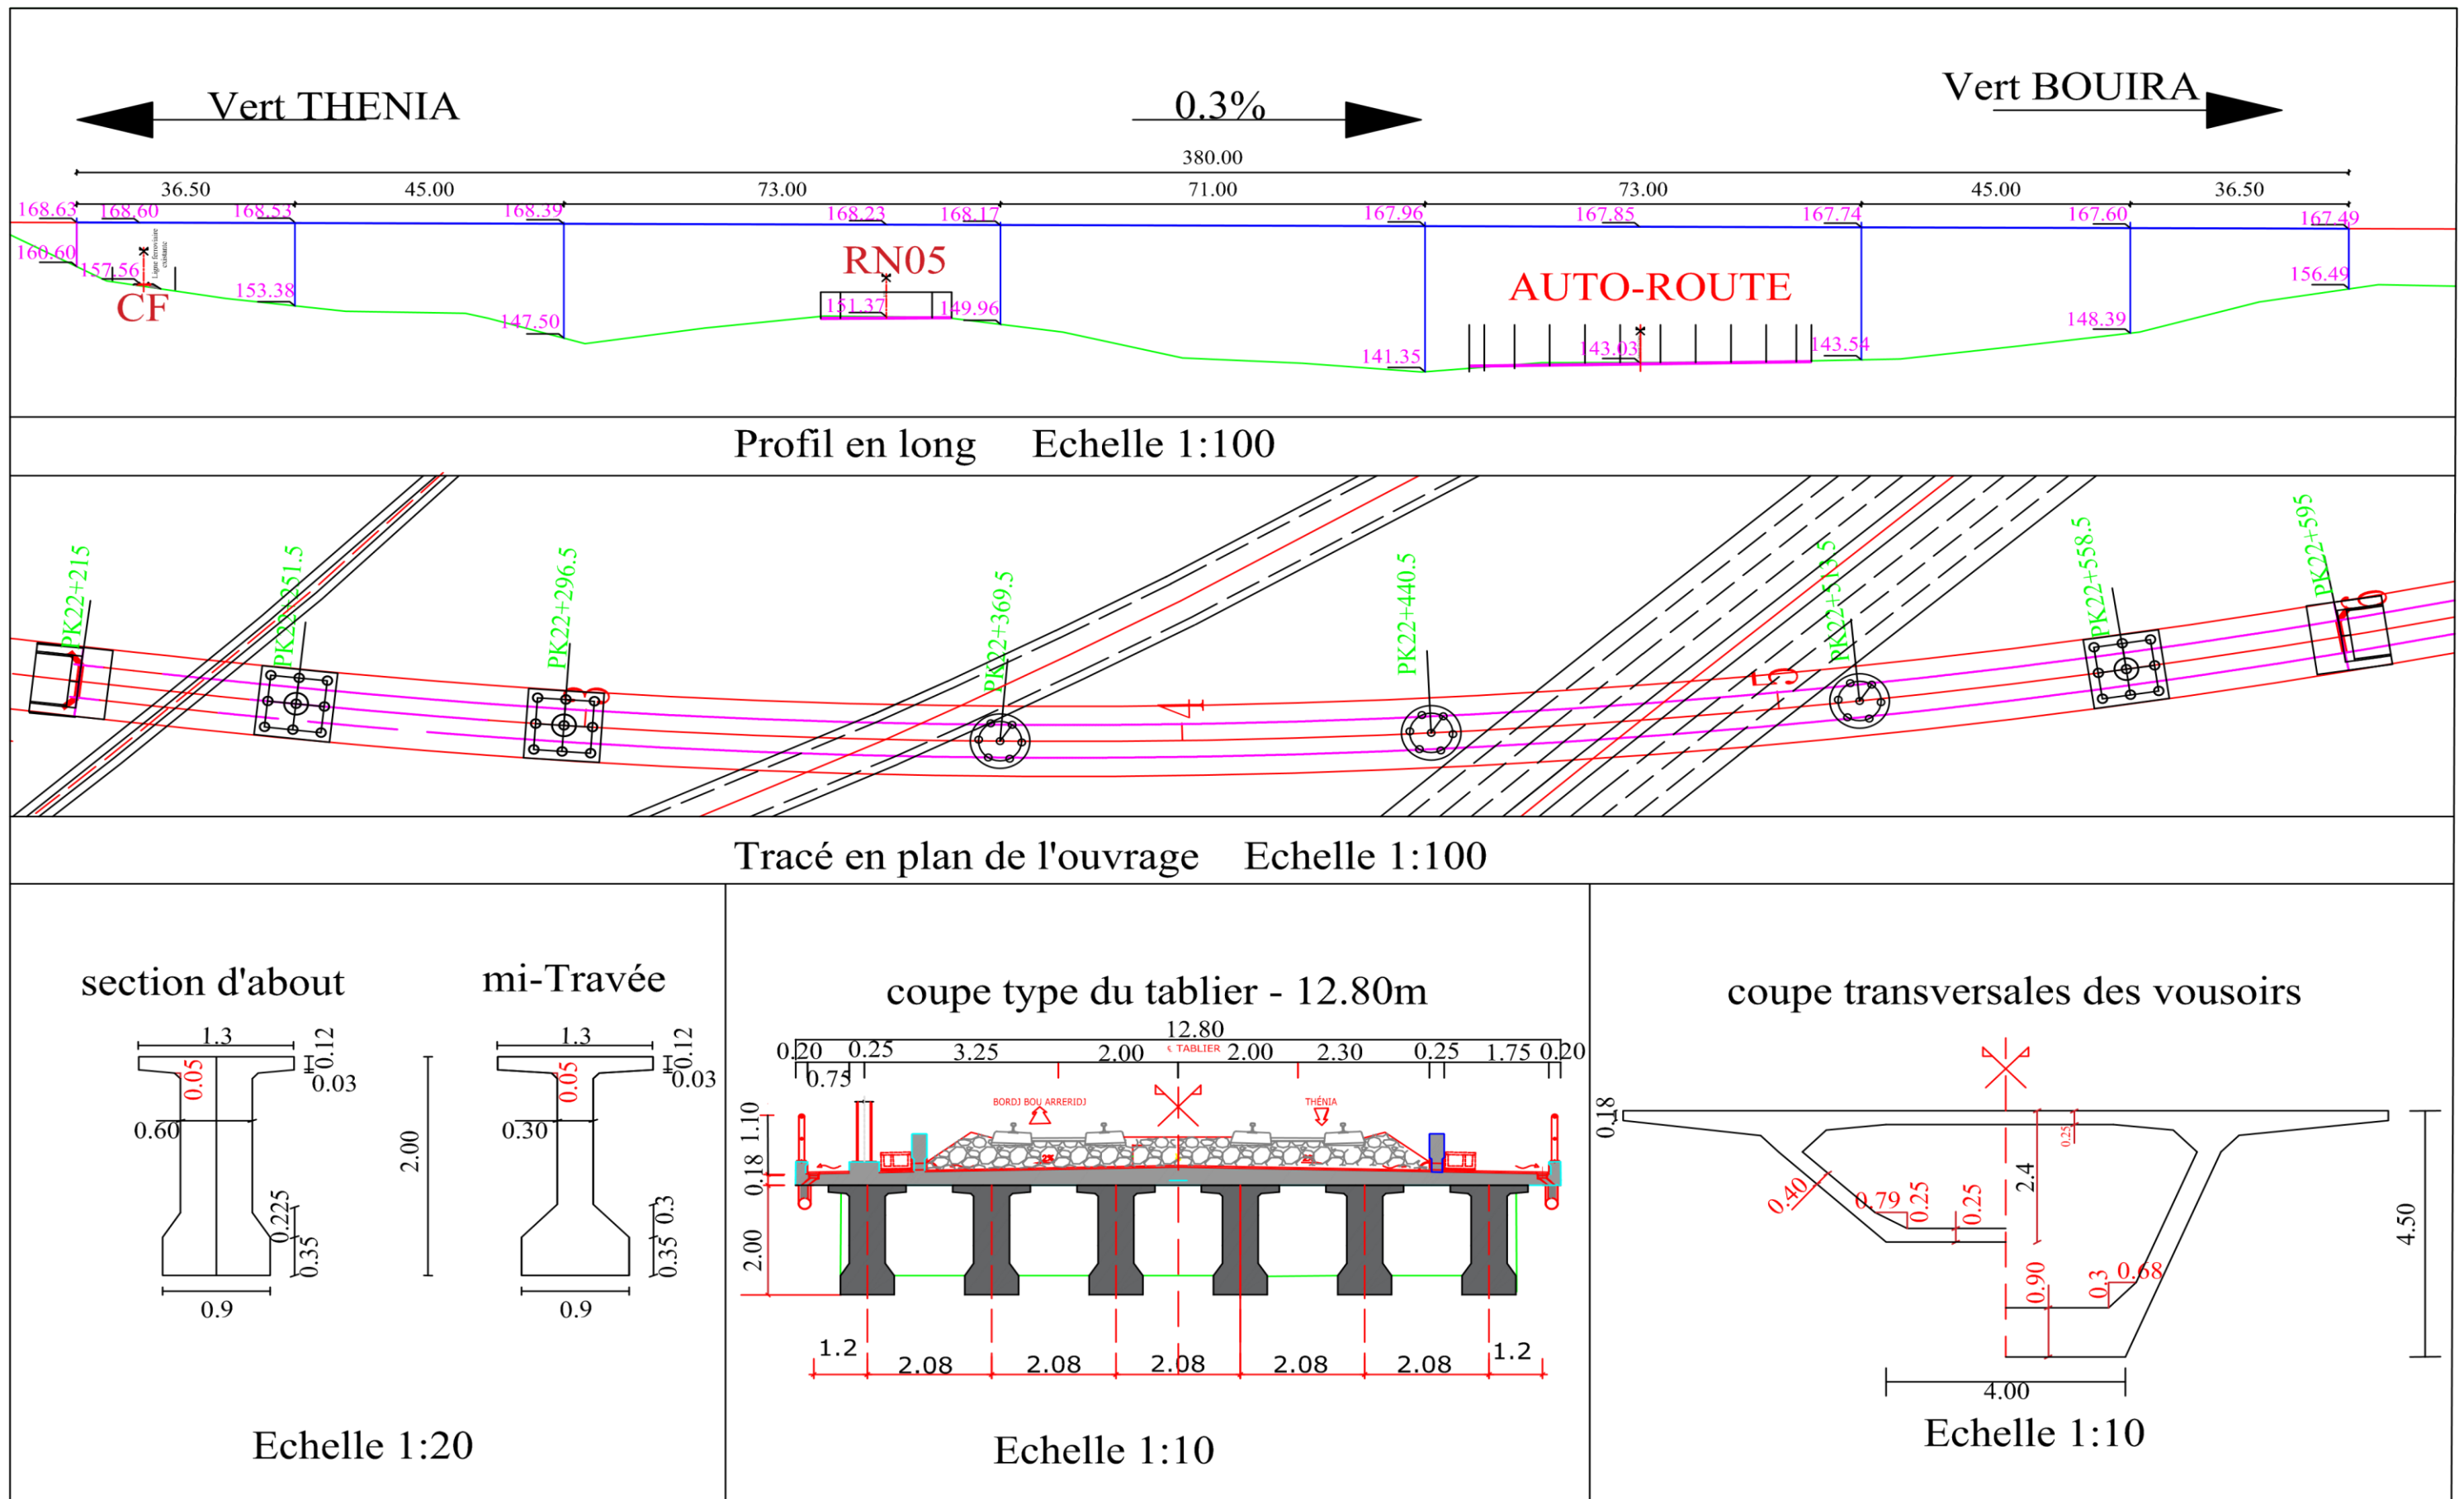 Vert THENIA
0.3%
Vert BOUIRA
380.00
36.50 45.00 73.00 71.00 73.00 45.00 36.50
168.63 168.60 168.53 168.39 168.23 168.17 167.96 167.85 167.74 167.60 167.49
Ligne ferroviaire
existante
RN05
AUTO-ROUTE
CF
160.60 157.56 153.38 147.50 151.37 149.96 141.35 143.03 143.54 148.39 156.49
Profil en long Echelle 1:100
PK22+215
PK22+251.5
PK22+296.5
PK22+369.5
PK22+440.5
PK22+513.5
PK22+558.5
PK22+595
3
4
5
Tracé en plan de l'ouvrage Echelle 1:100
section d'about
1.3
0.12
0.03
0.05
0.60
2.00
0.225
0.35
0.9
mi-Travée
1.3
0.12
0.03
0.05
0.30
0.3
0.35
0.9
Echelle 1:20
coupe type du tablier - 12.80m
12.80
TABLIER
0.20 0.25 3.25 2.00 2.00 2.30 0.25 1.75 0.20
0.75
BORDJ BOU ARRERIDJ
THÉNIA
1.10
0.18
2.00
1.2 2.08 2.08 2.08 2.08 2.08 1.2
Echelle 1:10
coupe transversales des vousoirs
0.18
0.25
2.4
0.40
0.79
0.25
0.25
4.50
0.90
0.3
0.68
4.00
Echelle 1:10